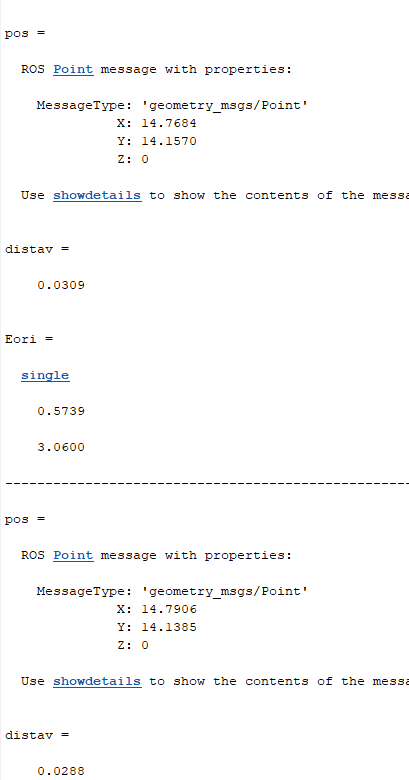 pos =
ROS Point message with properties:
MessageType: 'geometry_msgs/Point'
X: 14.7684
Y: 14.1570
Z: 0
Use showdetails to show the contents of the
distav =
0.0309
Eori =
single
0.5739
3.0600
----------------------------------------------------
pos =
ROS Point message with properties:
MessageType: 'geometry_msgs/Point'
X: 14.7906
Y: 14.1385
Z: 0
Use showdetails to show the contents of the
distav =
0.0288